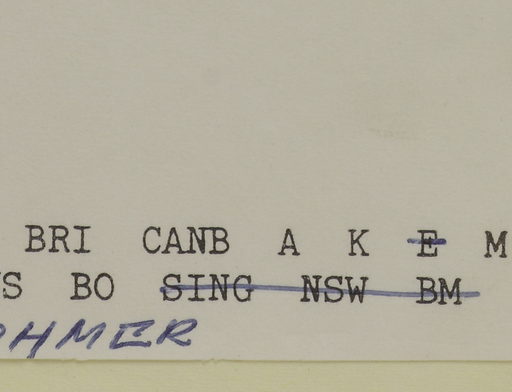 BRI CANB A K E M
S BO SING NSW BM
HMER